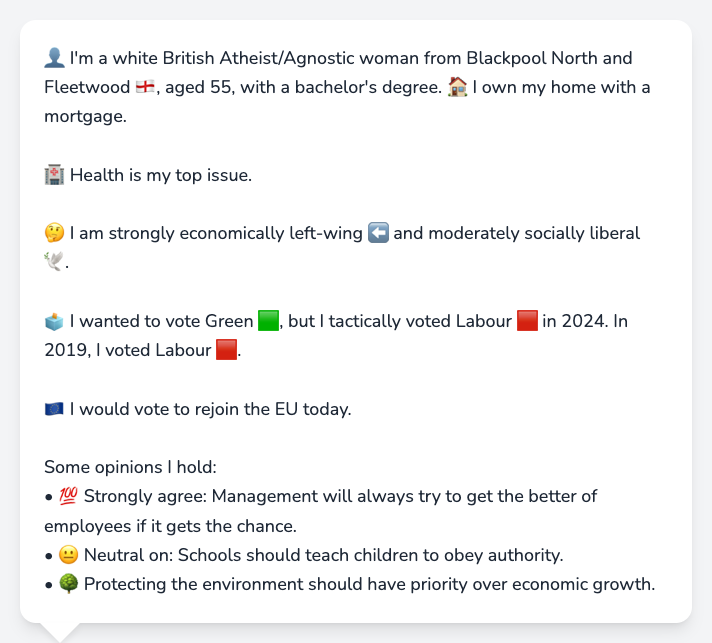 👤 I'm a white British Atheist/Agnostic woman from Blackpool North and
Fleetwood 🏴󠁧󠁢󠁥󠁮󠁧󠁿, aged 55, with a bachelor's degree. 🏠 I own my home with a
mortgage.
🏥 Health is my top issue.
🤔 I am strongly economically left-wing ⬅️ and moderately socially liberal
🕊️.
🗳️ I wanted to vote Green 🟩, but I tactically voted Labour 🟥 in 2024. In
2019, I voted Labour 🟥.
🇪🇺 I would vote to rejoin the EU today.
Some opinions I hold:
• 💯 Strongly agree: Management will always try to get the better of
employees if it gets the chance.
• 😐 Neutral on: Schools should teach children to obey authority.
• 🌳 Protecting the environment should have priority over economic growth.